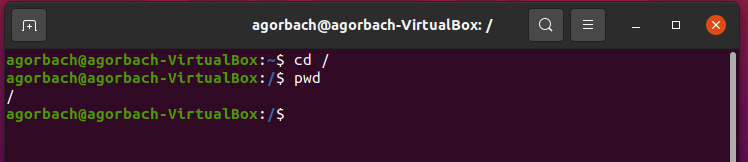 agorbach@agorbach-VirtualBox: /
agorbach@agorbach-VirtualBox:~$ cd /
agorbach@agorbach-VirtualBox:/$ pwd
/
agorbach@agorbach-VirtualBox:/$